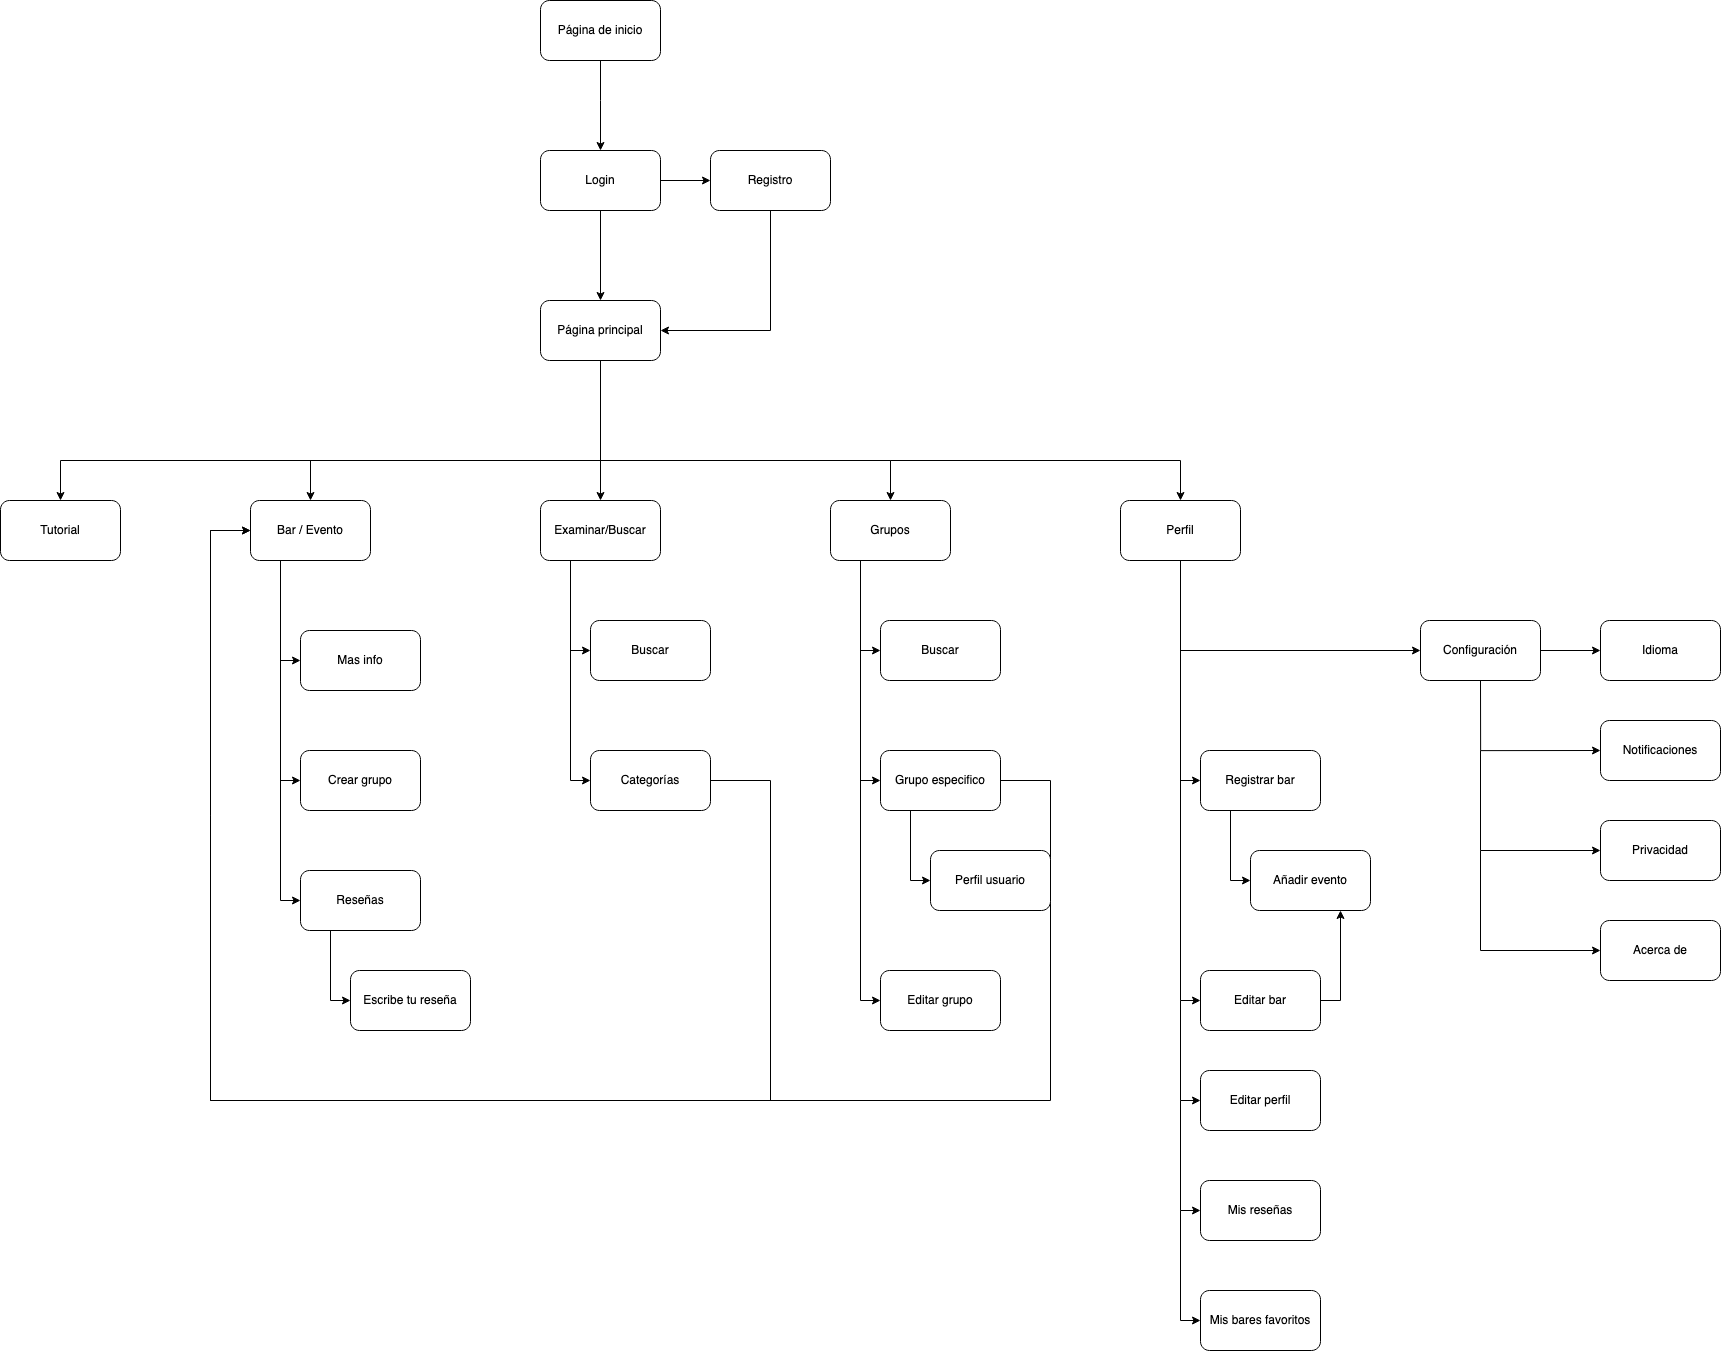 Página de inicio
Login
Registro
Página principal
Tutorial
Bar / Evento
Examinar/Buscar
Grupos
Perfil
Mas info
Crear grupo
Reseñas
Escribe tu reseña
Buscar
Categorías
Buscar
Grupo especifico
Perfil usuario
Editar grupo
Configuración
Idioma
Notificaciones
Privacidad
Acerca de
Registrar bar
Añadir evento
Editar bar
Editar perfil
Mis reseñas
Mis bares favoritos